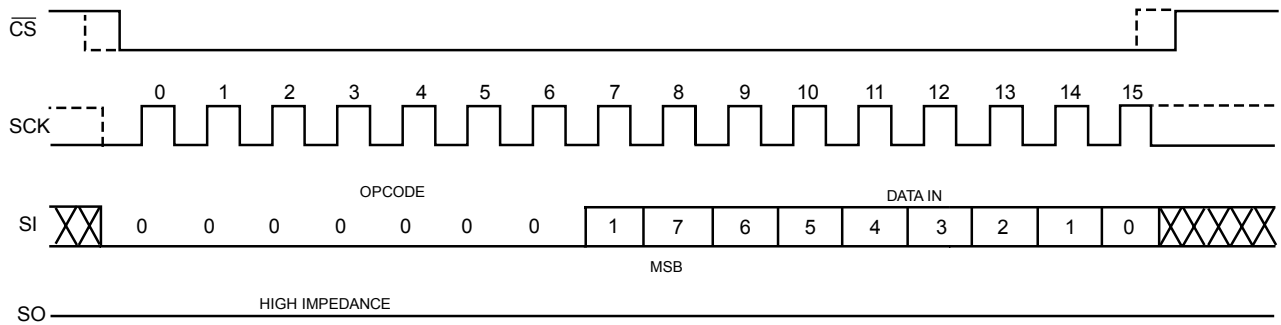 CS
0 1 2 3 4 5 6 7 8 9 10 11 12 13 14 15
SCK
OPCODE DATA IN
SI 0 0 0 0 0 0 0 1 7 6 5 4 3 2 1 0
MSB
HIGH IMPEDANCE
SO